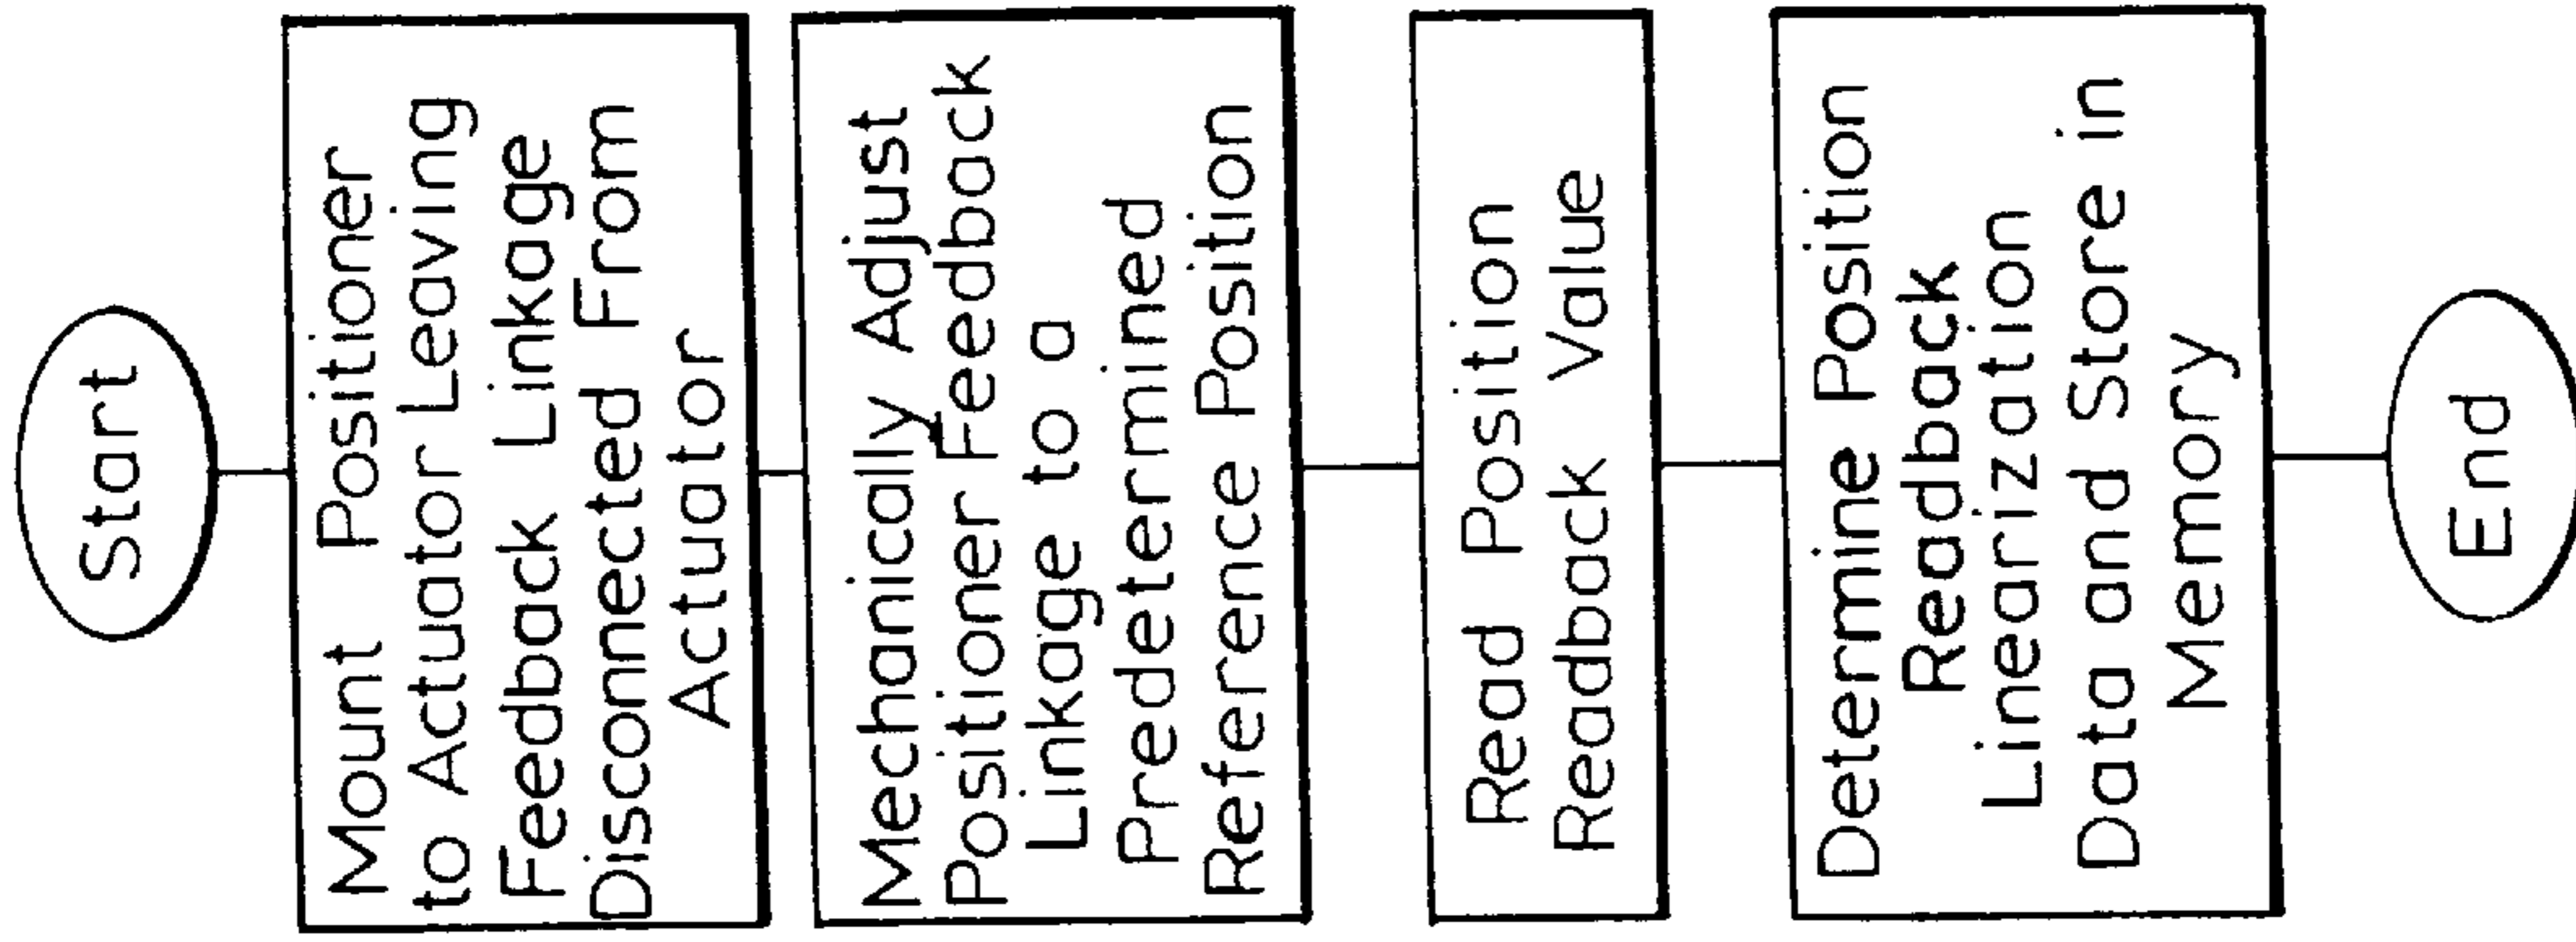 Start
Mount Positioner
to Actuator Leaving
Feedback Linkage
Disconnected From
Actuator
Mechanically Adjust
Positioner Feedback
Linkage to a
Predetermined
Reference Position
Read Position
Readback Value
Determine Position
Readback
Linearization
Data and Store in
Memory
End